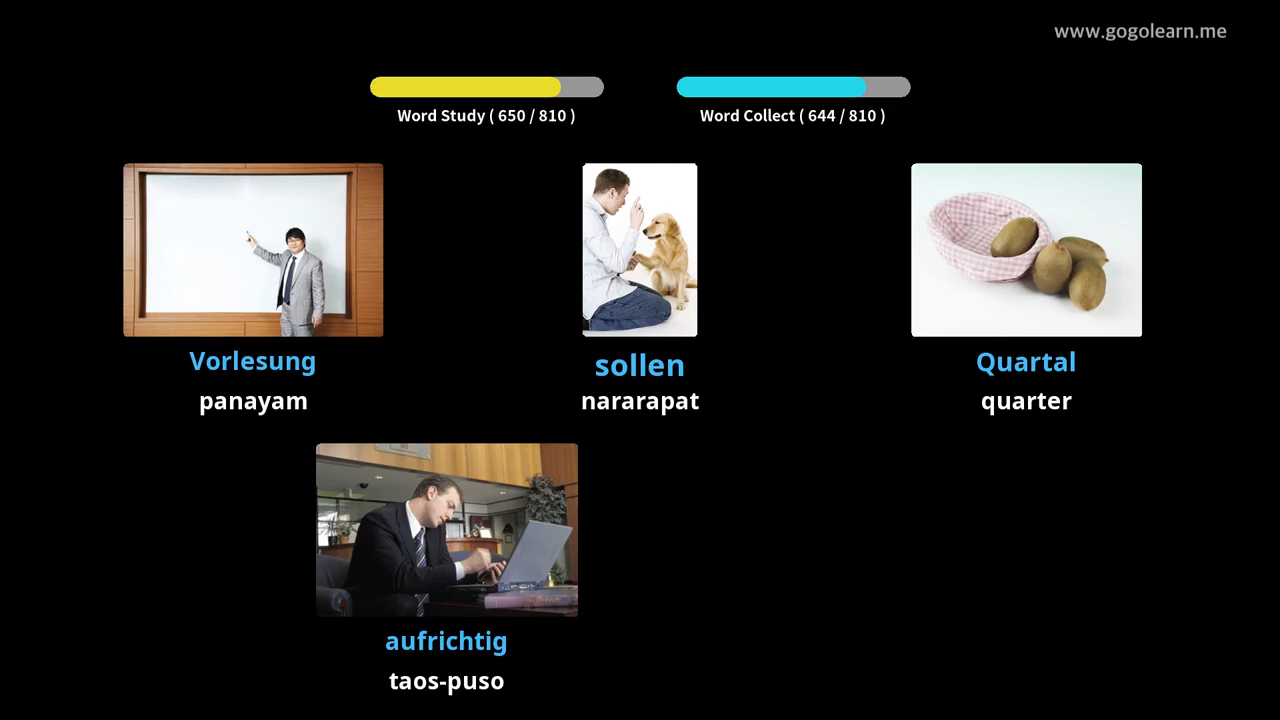 www.gogolearn.me
Word Study ( 650 / 810 )
Word Collect ( 644 / 810 )
Vorlesung
panayam
sollen
nararapat
Quartal
quarter
aufrichtig
taos-puso